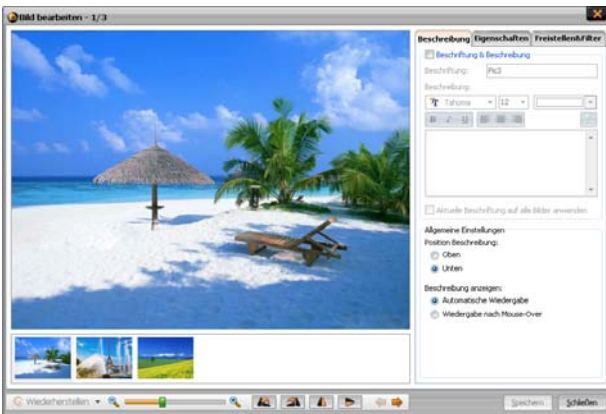 Bild bearbeiten - 1/3
Beschreibung Eigenschaften Freistellen&Filter
Beschriftung & Beschreibung
Beschriftung: Pic3
Beschreibung:
Tahoma 12
B I U
Aktuelle Beschriftung auf alle Bilder anwenden
Allgemeine Einstellungen
Position Beschreibung:
Oben
Unten
Beschreibung anzeigen:
Automatische Wiedergabe
Wiedergabe nach Mouse-Over
Wiederherstellen
Speichern Schließen